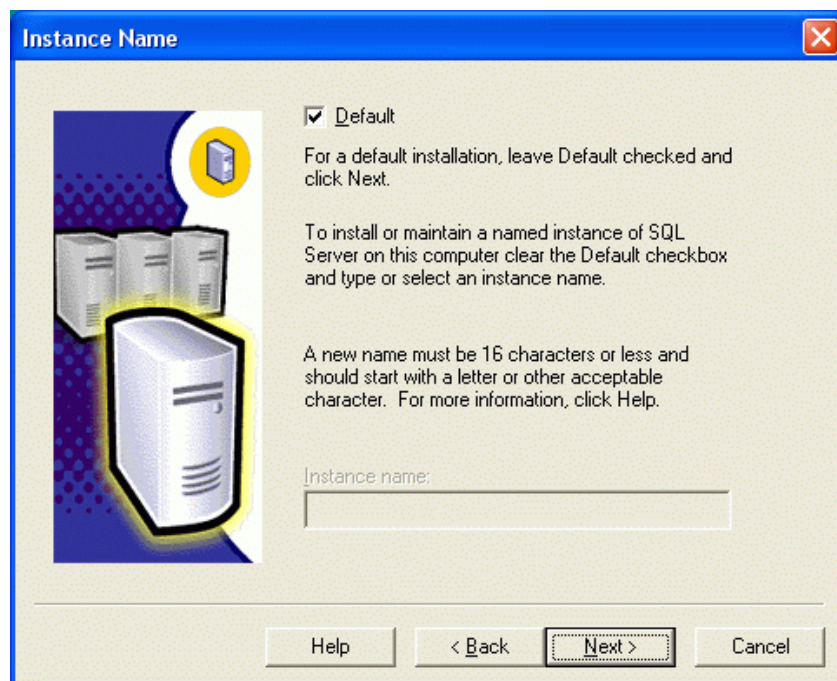 Instance Name
Default
For a default installation, leave Default checked and
click Next.
To install or maintain a named instance of SQL
Server on this computer clear the Default checkbox
and type or select an instance name.
A new name must be 16 characters or less and
should start with a letter or other acceptable
character.  For more information, click Help.
Instance name:
Help
< Back
Next >
Cancel